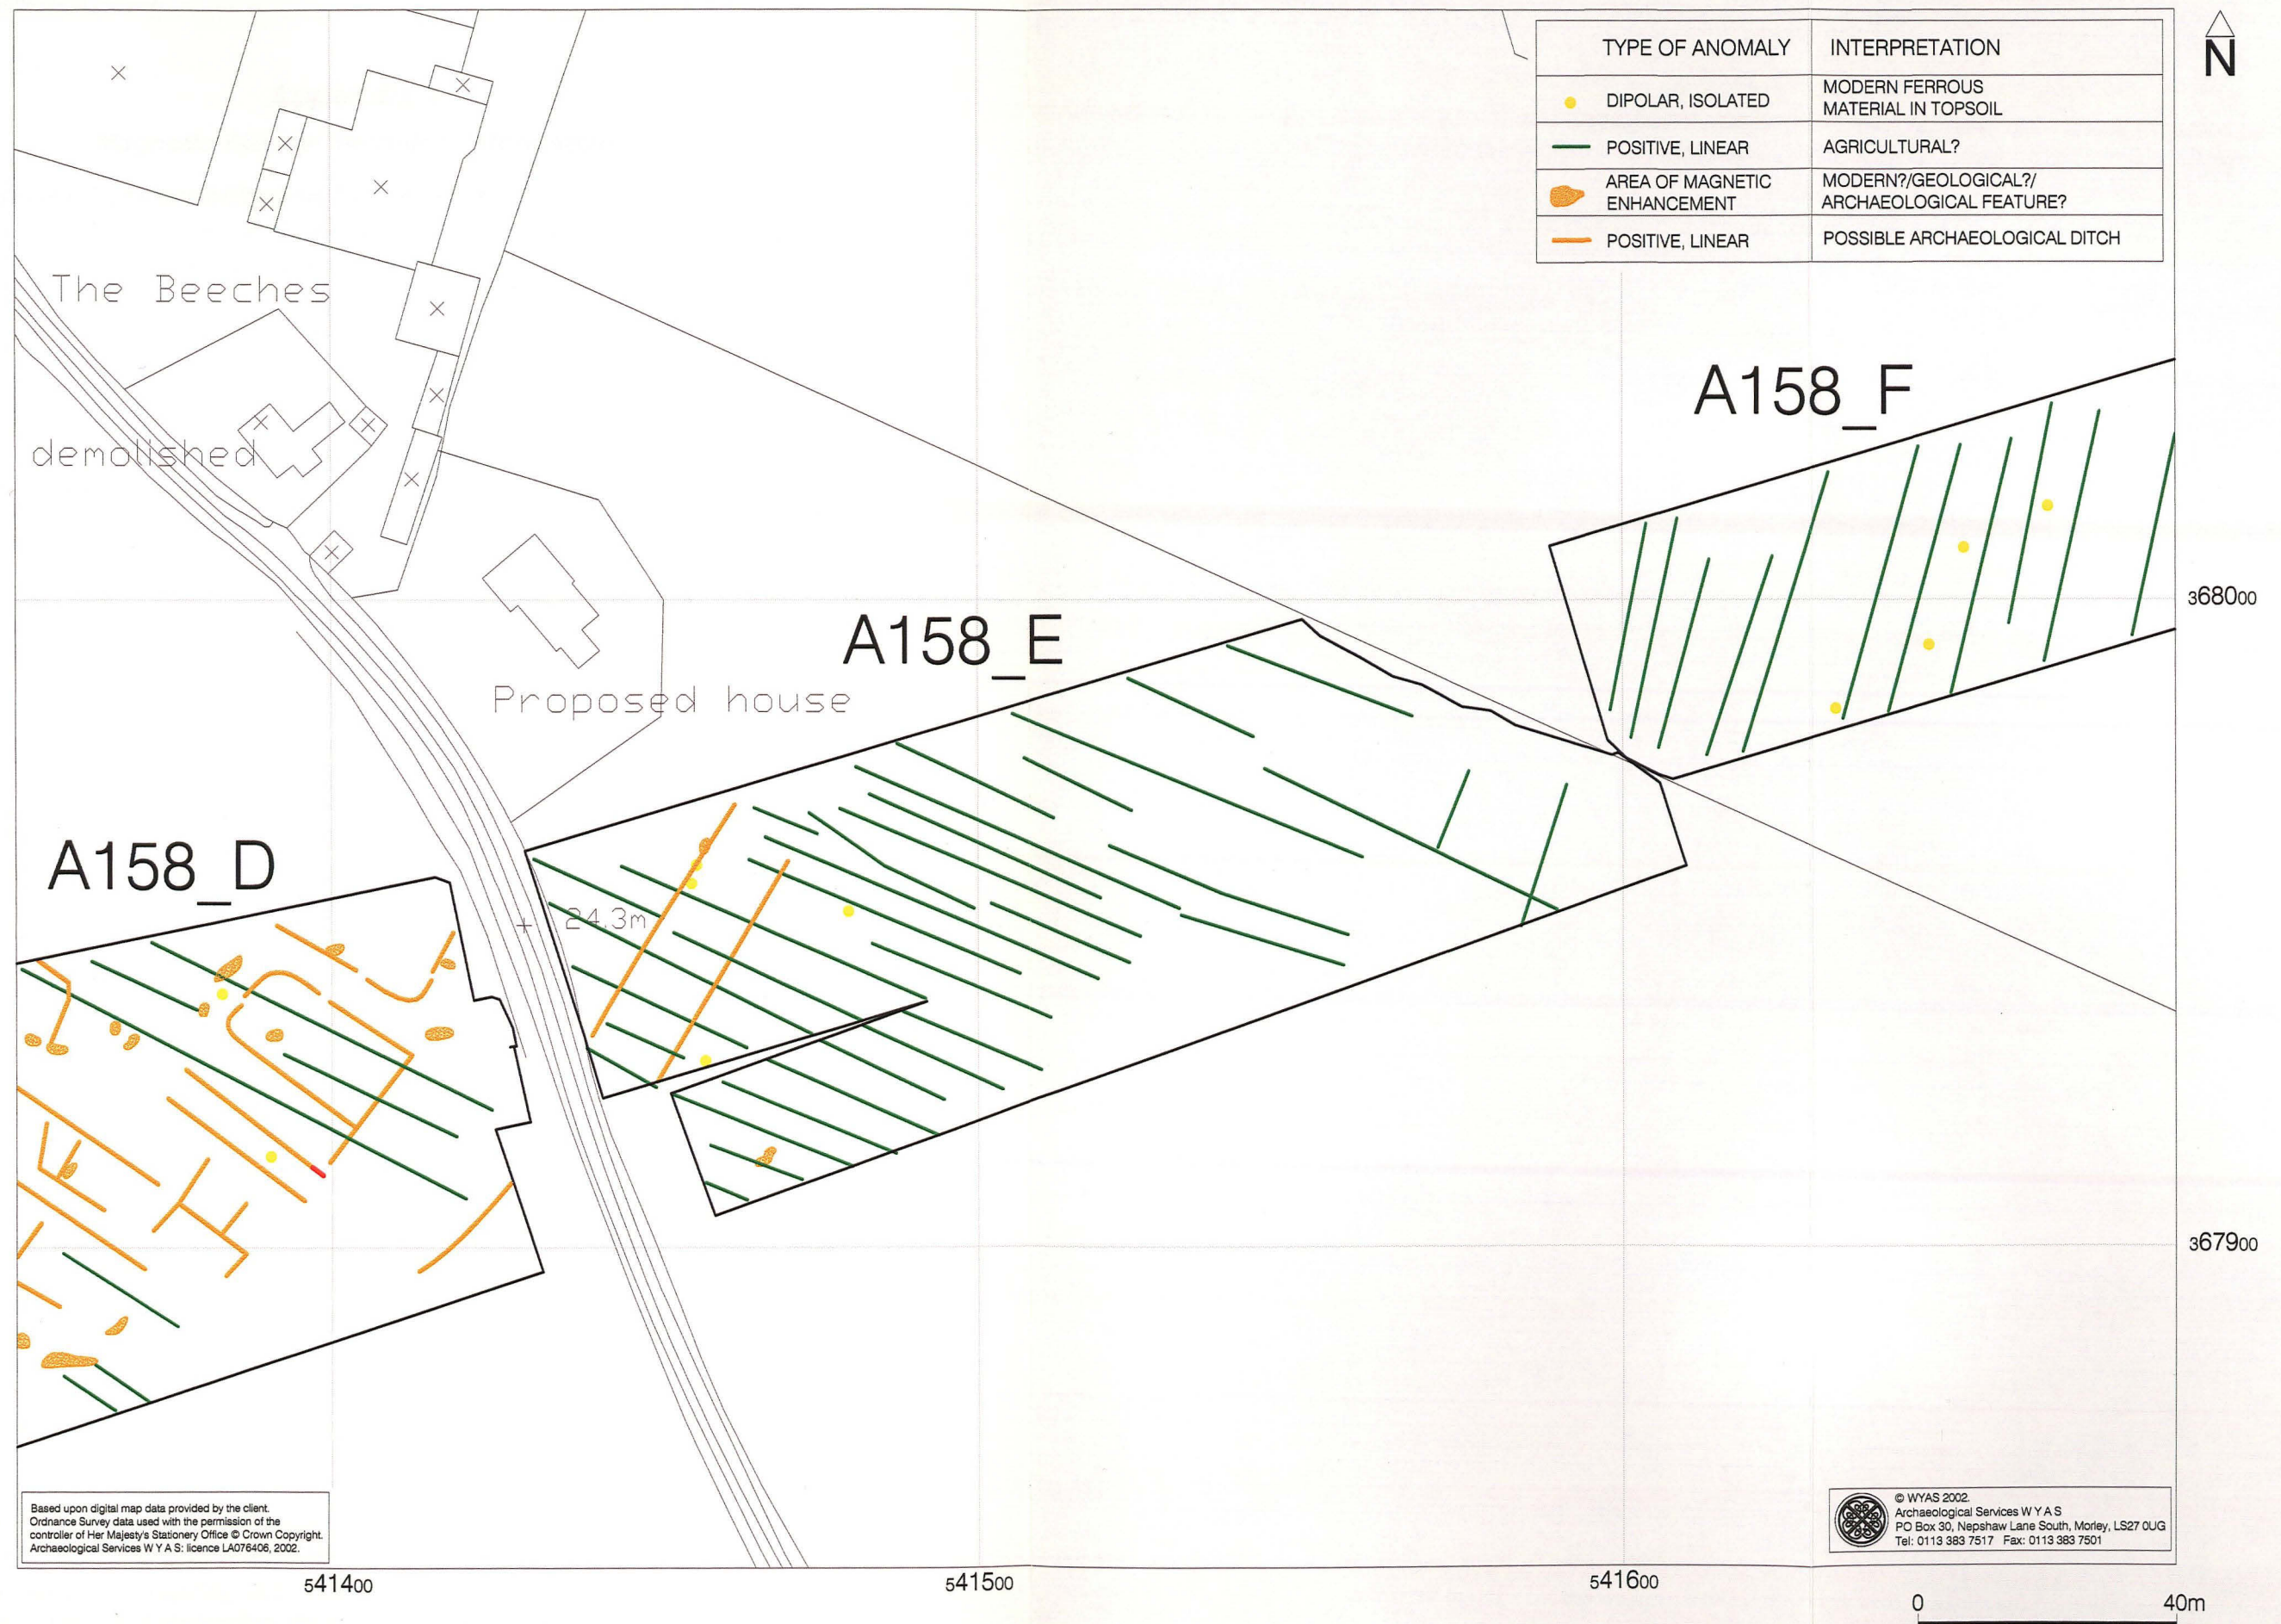 TYPE OF ANOMALY INTERPRETATION
DIPOLAR, ISOLATED MODERN FERROUS
MATERIAL IN TOPSOIL
POSITIVE, LINEAR AGRICULTURAL?
AREA OF MAGNETIC
ENHANCEMENT
MODERN?/GEOLOGICAL?/
ARCHAEOLOGICAL FEATURE?
POSITIVE, LINEAR POSSIBLE ARCHAEOLOGICAL DITCH
N
The Beeches
demolished
A158_F
368000
A158_E
Proposed house
A158_D
24.3m
367900
Based upon digital map data provided by the client.
Ordnance Survey data used with the permission of the
controller of Her Majesty's Stationery Office © Crown Copyright.
Archaeological Services W Y A S: licence LA076406, 2002.
© WYAS 2002.
Archaeological Services W Y A S
PO Box 30, Nepshaw Lane South, Morley, LS27 0UG
Tel: 0113 383 7517 Fax: 0113 383 7501
541400
541500
541600
0 40m